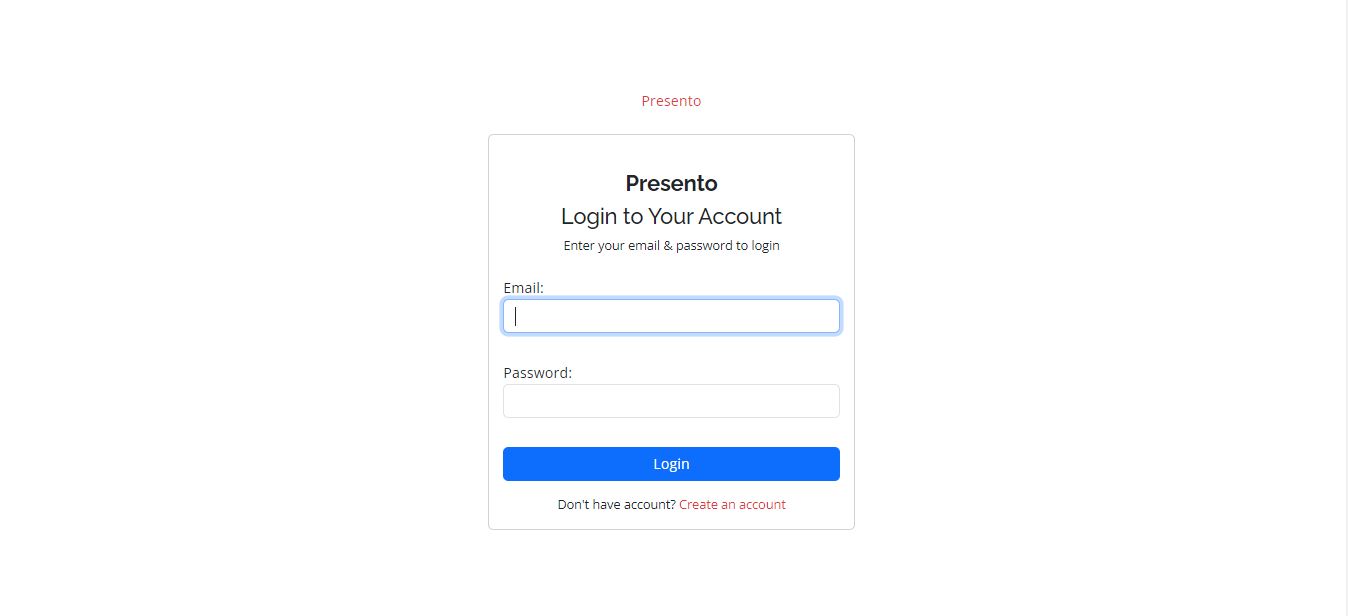 Presento
Presento
Login to Your Account
Enter your email & password to login
Email:
Password:
Login
Don't have account? Create an account